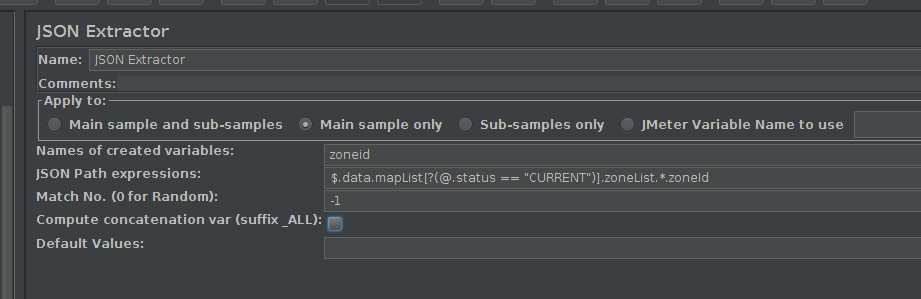 JSON Extractor
Name: JSON Extractor
Comments:
Apply to:
Main sample and sub-samples Main sample only Sub-samples only JMeter Variable Name to use
Names of created variables: zoneid
JSON Path expressions: $.data.mapList[?(@.status == "CURRENT")].zoneList.*.zoneId
Match No. (0 for Random): -1
Compute concatenation var (suffix _ALL):
Default Values: